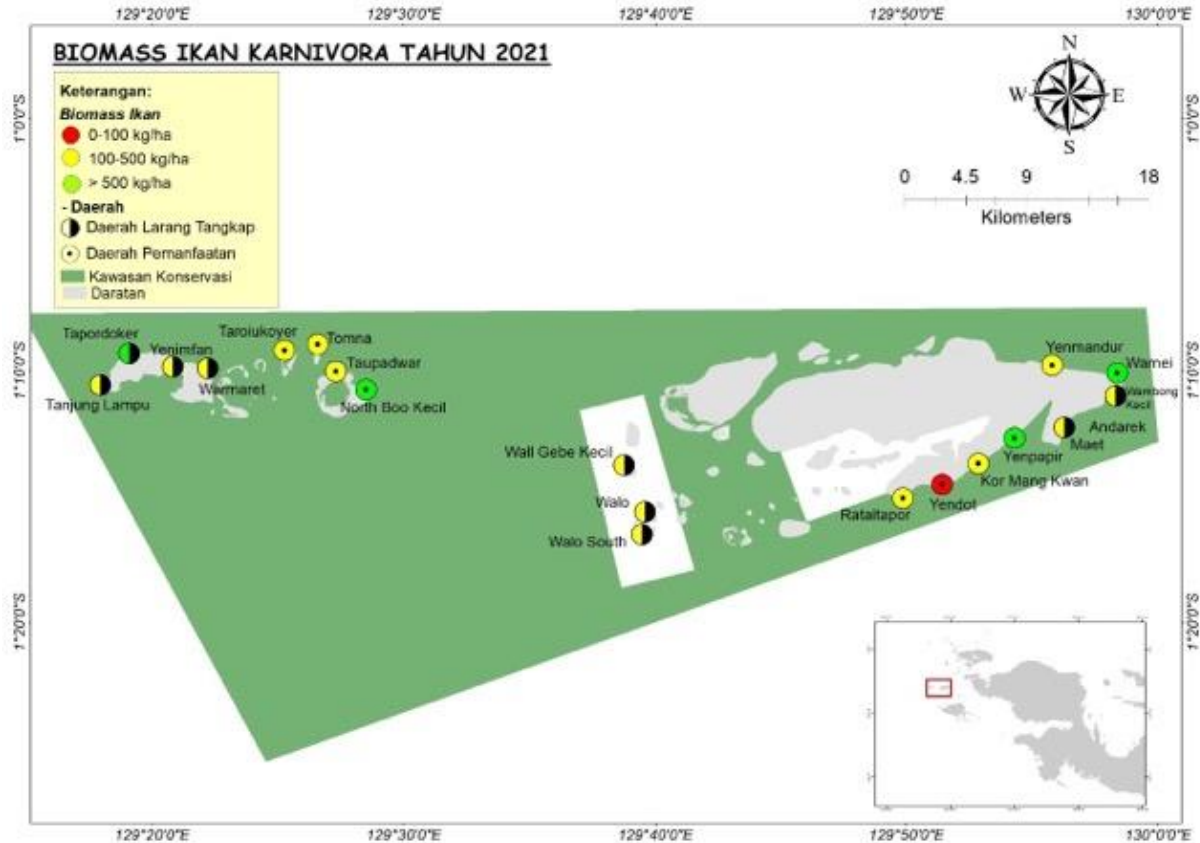 129°20'0"E 129°30'0"E 129°40'0"E 129°50'0"E 130°0'0"E
BIOMASS IKAN KARNIVORA TAHUN 2021
Keterangan:
Biomass Ikan
0-100 kg/ha
100-500 kg/ha
> 500 kg/ha
- Daerah
Daerah Larang Tangkap
Daerah Pemanfaatan
Kawasan Konservasi
Daratan
N
W E
S
0 4.5 9 18
Kilometers
1°0'0"S 1°0'0"S
Tapordoker
Yenimfan
Tanjung Lampu
Warmaret
Taroiukoyer
Tomna
Taupadwar
North Boo Kecil
Yenmandur
Wamei
Wambong
Kecil
Andarek
Maet
Yenpapir
Kor Mang Kwan
Yendot
Rataltapor
Wall Gebe Kecil
Walo
Walo South
1°10'0"S 1°10'0"S
1°20'0"S 1°20'0"S
129°20'0"E 129°30'0"E 129°40'0"E 129°50'0"E 130°0'0"E